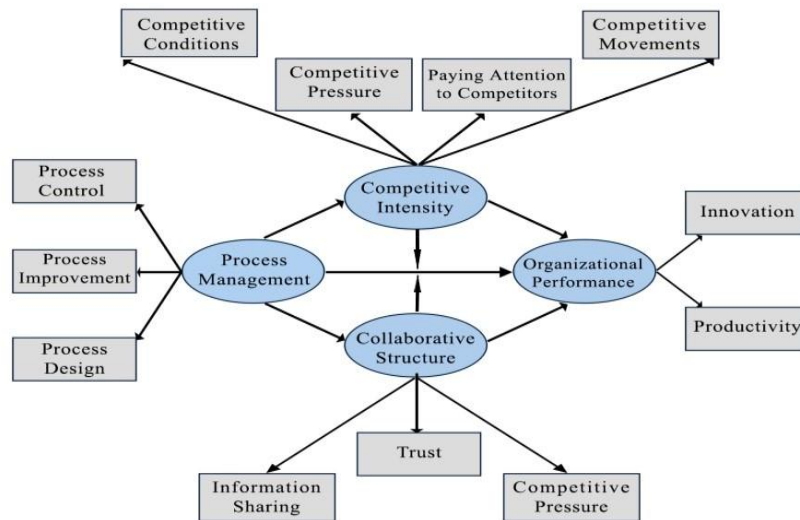 Competitive
Conditions
Competitive
Movements
Competitive
Pressure
Paying Attention
to Competitors
Process
Control
Competitive
Intensity
Innovation
Process
Improvement
Process
Management
Organizational
Performance
Process
Design
Collaborative
Structure
Productivity
Trust
Information
Sharing
Competitive
Pressure